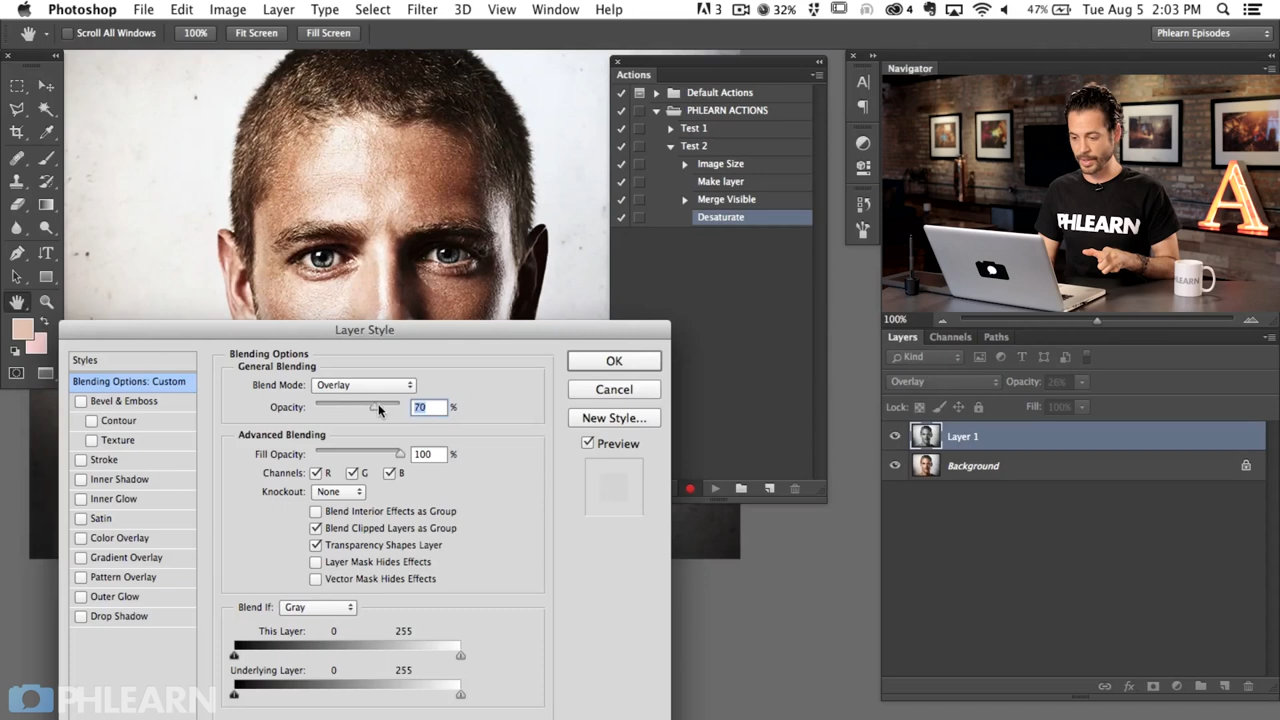 Photoshop File Edit Image Layer Type Select Filter 3D View Window Help 3 32% 4 47% Tue Aug 5 2:03 PM
Scroll All Windows 100% Fit Screen Fill Screen Phlearn Episodes
Actions
Default Actions
PHLEARN ACTIONS
Test 1
Test 2
Image Size
Make layer
Merge Visible
Desaturate
Navigator
PHLEARN
PHLEARN
A
100%
Layers Channels Paths
Kind
Overlay Opacity: 26%
Lock: Fill: 100%
Layer 1
Background
Layer Style
Styles
Blending Options: Custom
Bevel & Emboss
Contour
Texture
Stroke
Inner Shadow
Inner Glow
Satin
Color Overlay
Gradient Overlay
Pattern Overlay
Outer Glow
Drop Shadow
Blending Options
General Blending
Blend Mode: Overlay
Opacity: 70 %
Advanced Blending
Fill Opacity: 100 %
Channels: R G B
Knockout: None
Blend Interior Effects as Group
Blend Clipped Layers as Group
Transparency Shapes Layer
Layer Mask Hides Effects
Vector Mask Hides Effects
Blend If: Gray
This Layer: 0 255
Underlying Layer: 0 255
OK
Cancel
New Style...
Preview
PHLEARN